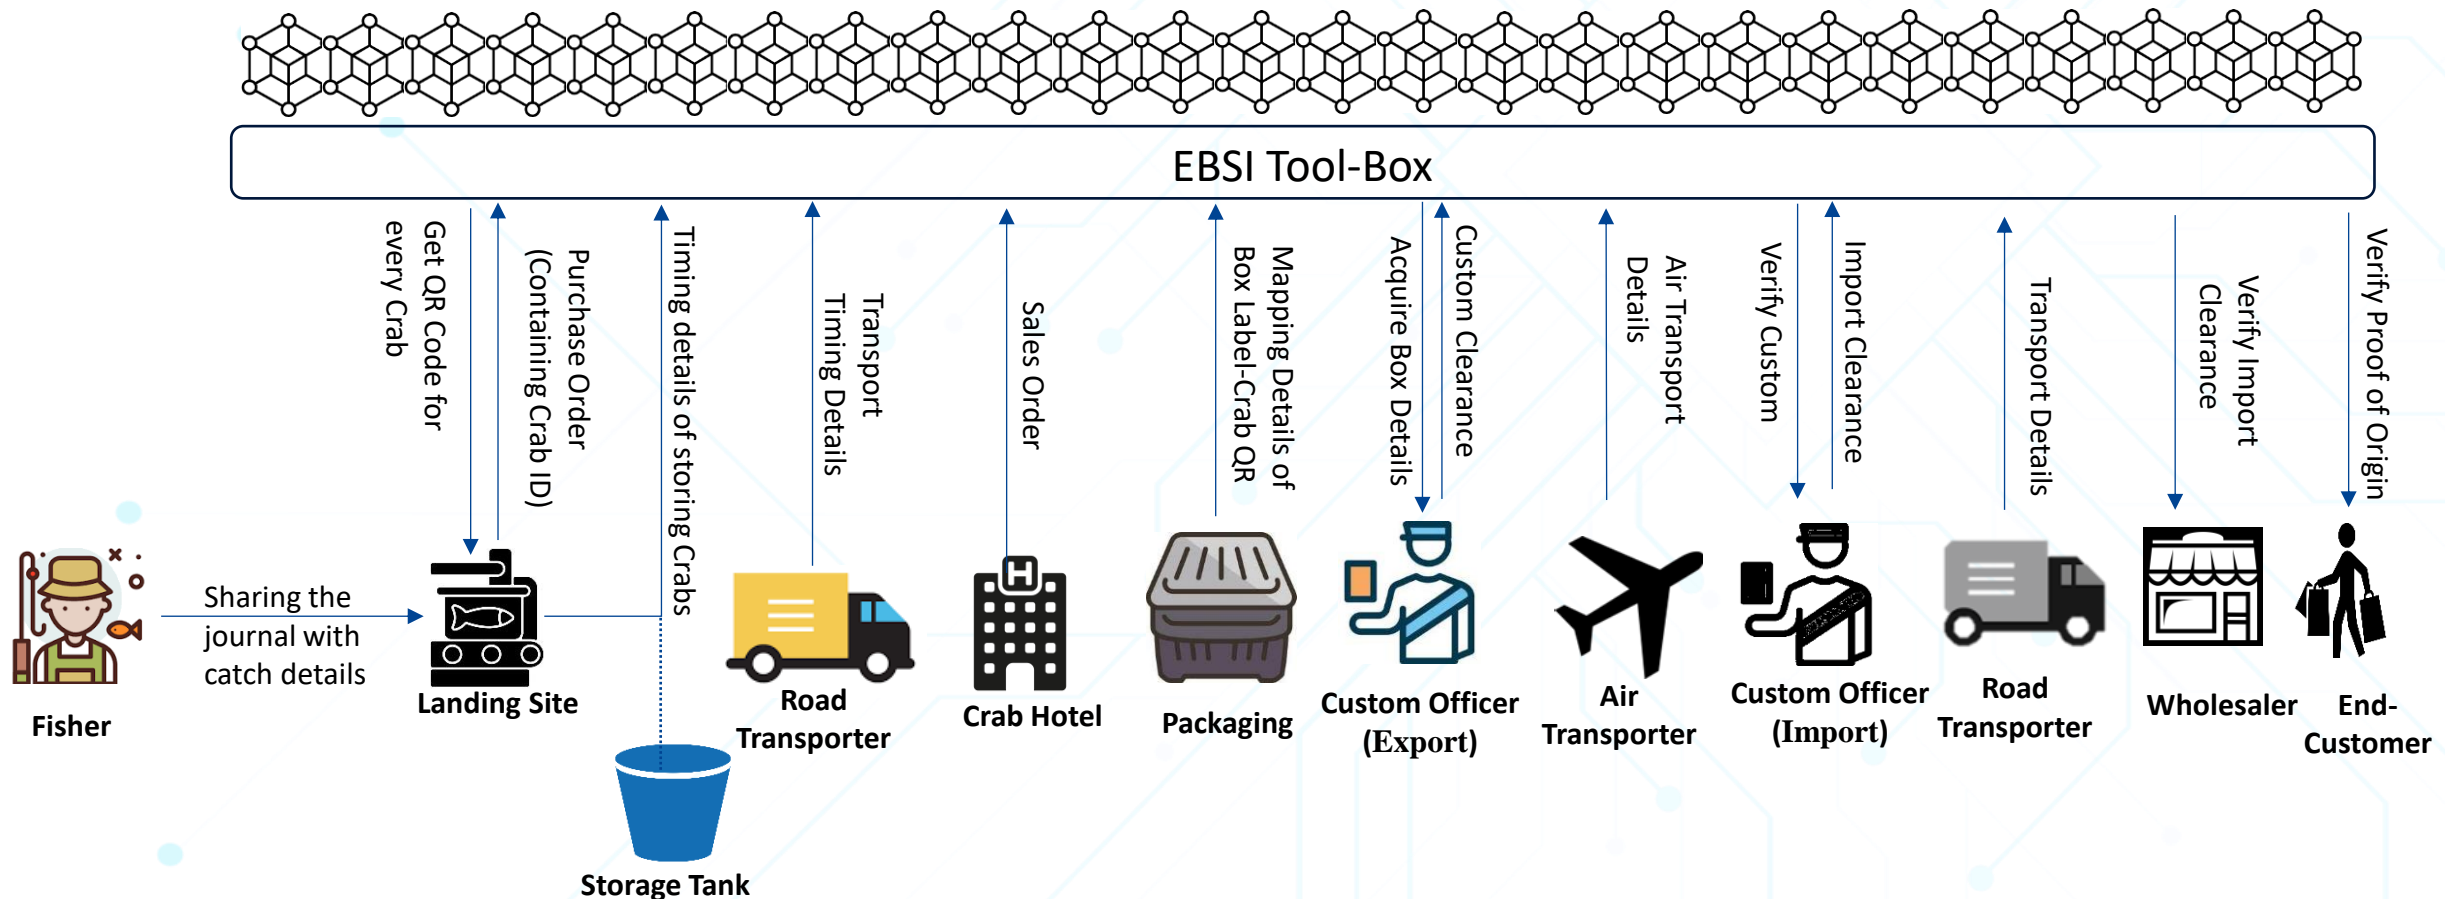 EBSI Tool-Box
Get QR Code for
every Crab
Purchase Order
(Containing Crab ID)
Timing details of storing Crabs
Transport
Timing Details
Sales Order
Mapping Details of
Box Label-Crab QR
Acquire Box Details
Custom Clearance
Air Transport
Details
Verify Custom
Import Clearance
Transport Details
Verify Import
Clearance
Verify Proof of Origin
Sharing the
journal with
catch details
H
Fisher
Landing Site
Storage Tank
Road
Transporter
Crab Hotel
Packaging
Custom Officer
(Export)
Air
Transporter
Custom Officer
(Import)
Road
Transporter
Wholesaler
End-
Customer